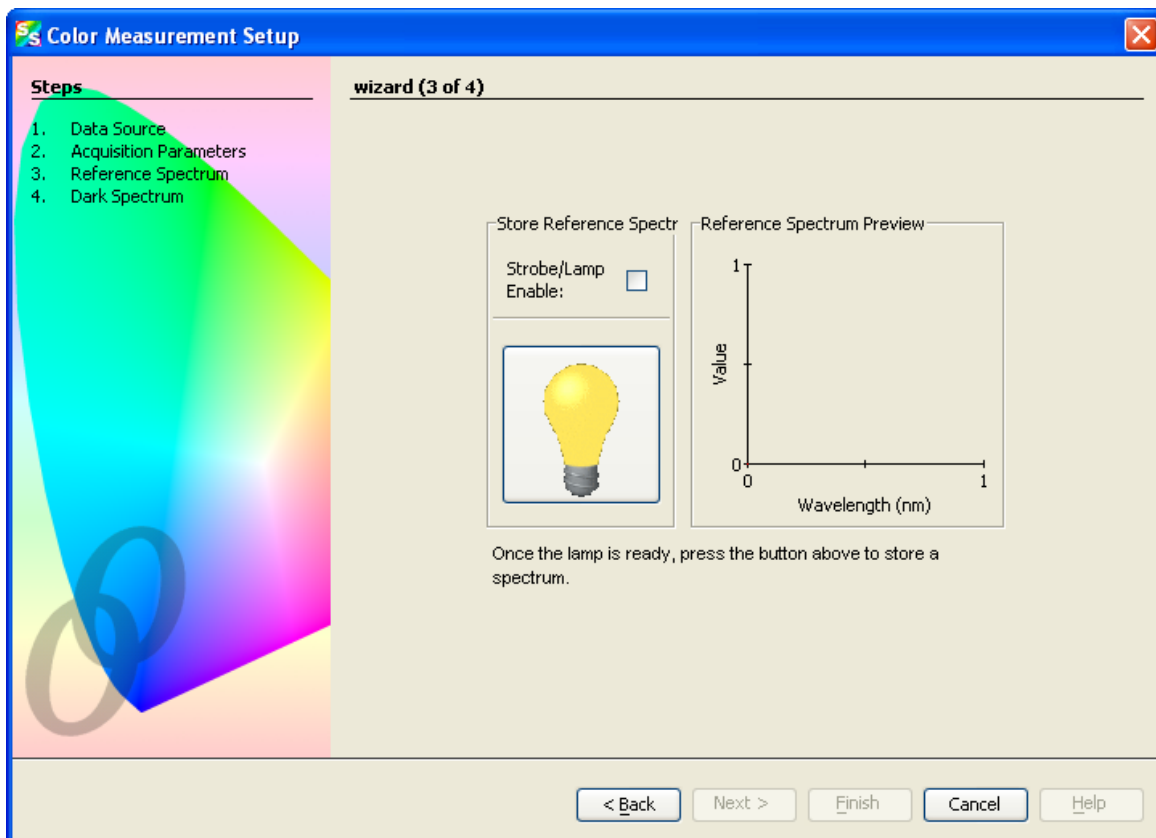 Color Measurement Setup
Steps
1. Data Source
2. Acquisition Parameters
3. Reference Spectrum
4. Dark Spectrum
wizard (3 of 4)
Store Reference Spectr
Strobe/Lamp
Enable:
Reference Spectrum Preview
1
Value
0
0
1
Wavelength (nm)
Once the lamp is ready, press the button above to store a
spectrum.
< Back
Next >
Finish
Cancel
Help